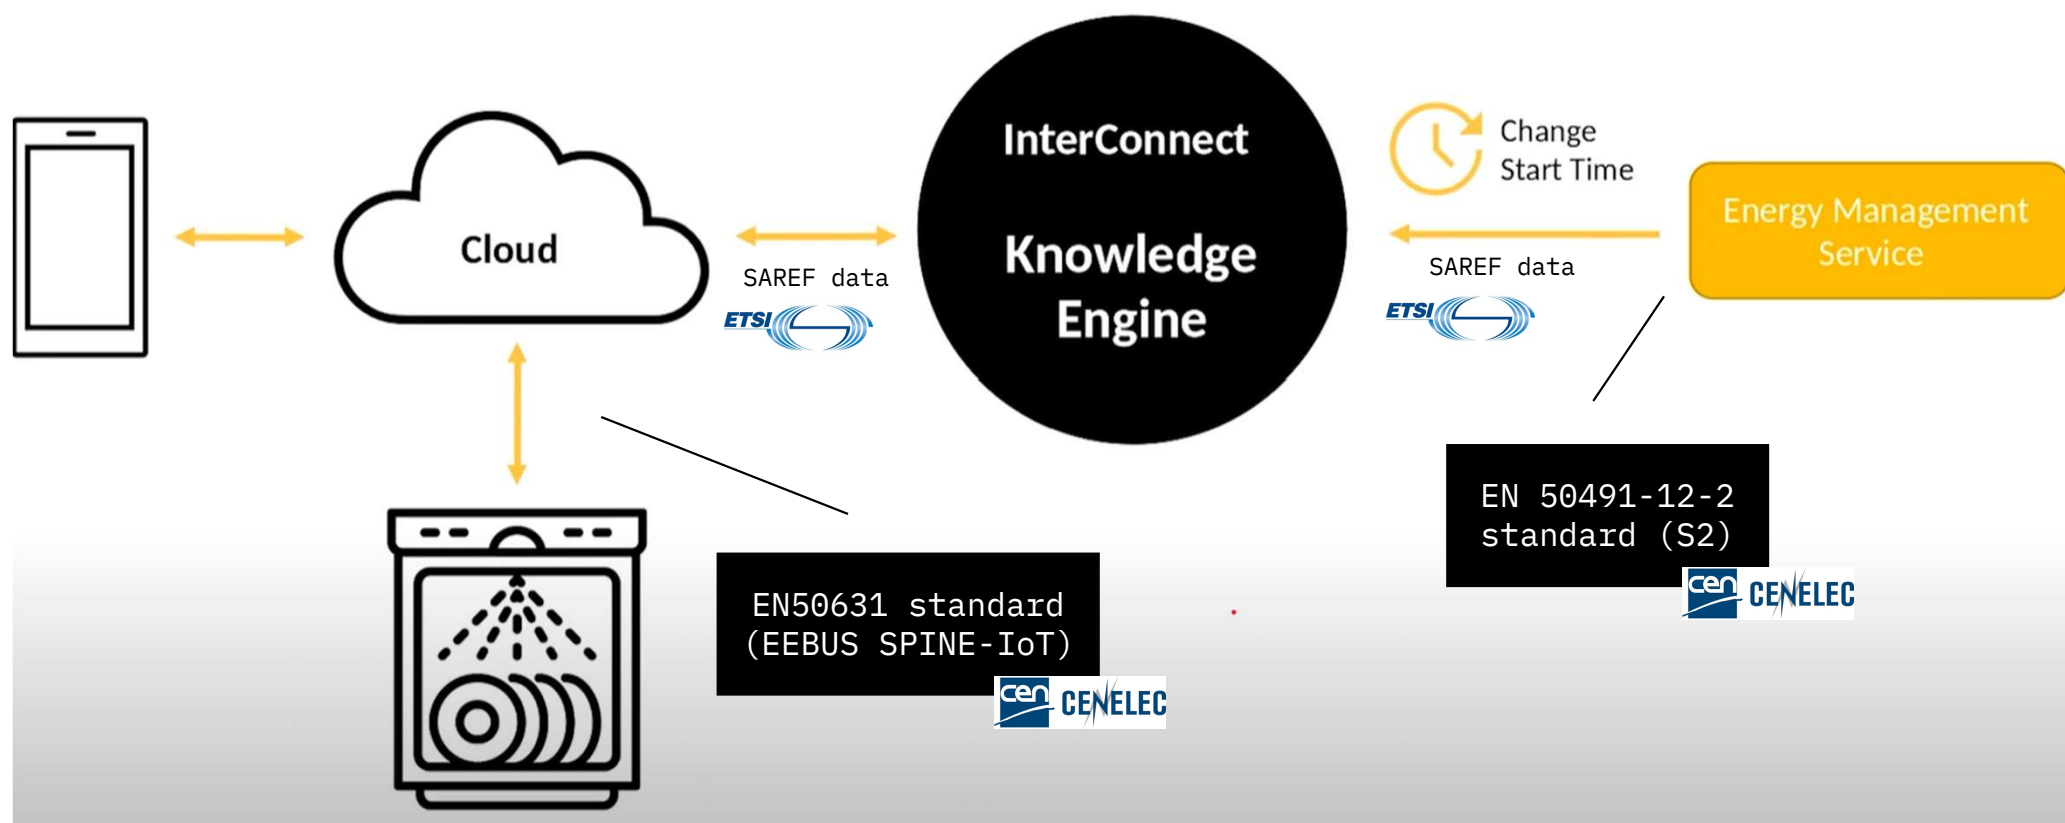 InterConnect
Knowledge
Engine
Cloud
SAREF data
ETSI
Change
Start Time
SAREF data
ETSI
Energy Management
Service
EN 50491-12-2
standard (S2)
cen CENELEC
EN50631 standard
(EEBUS SPINE-IoT)
cen CENELEC